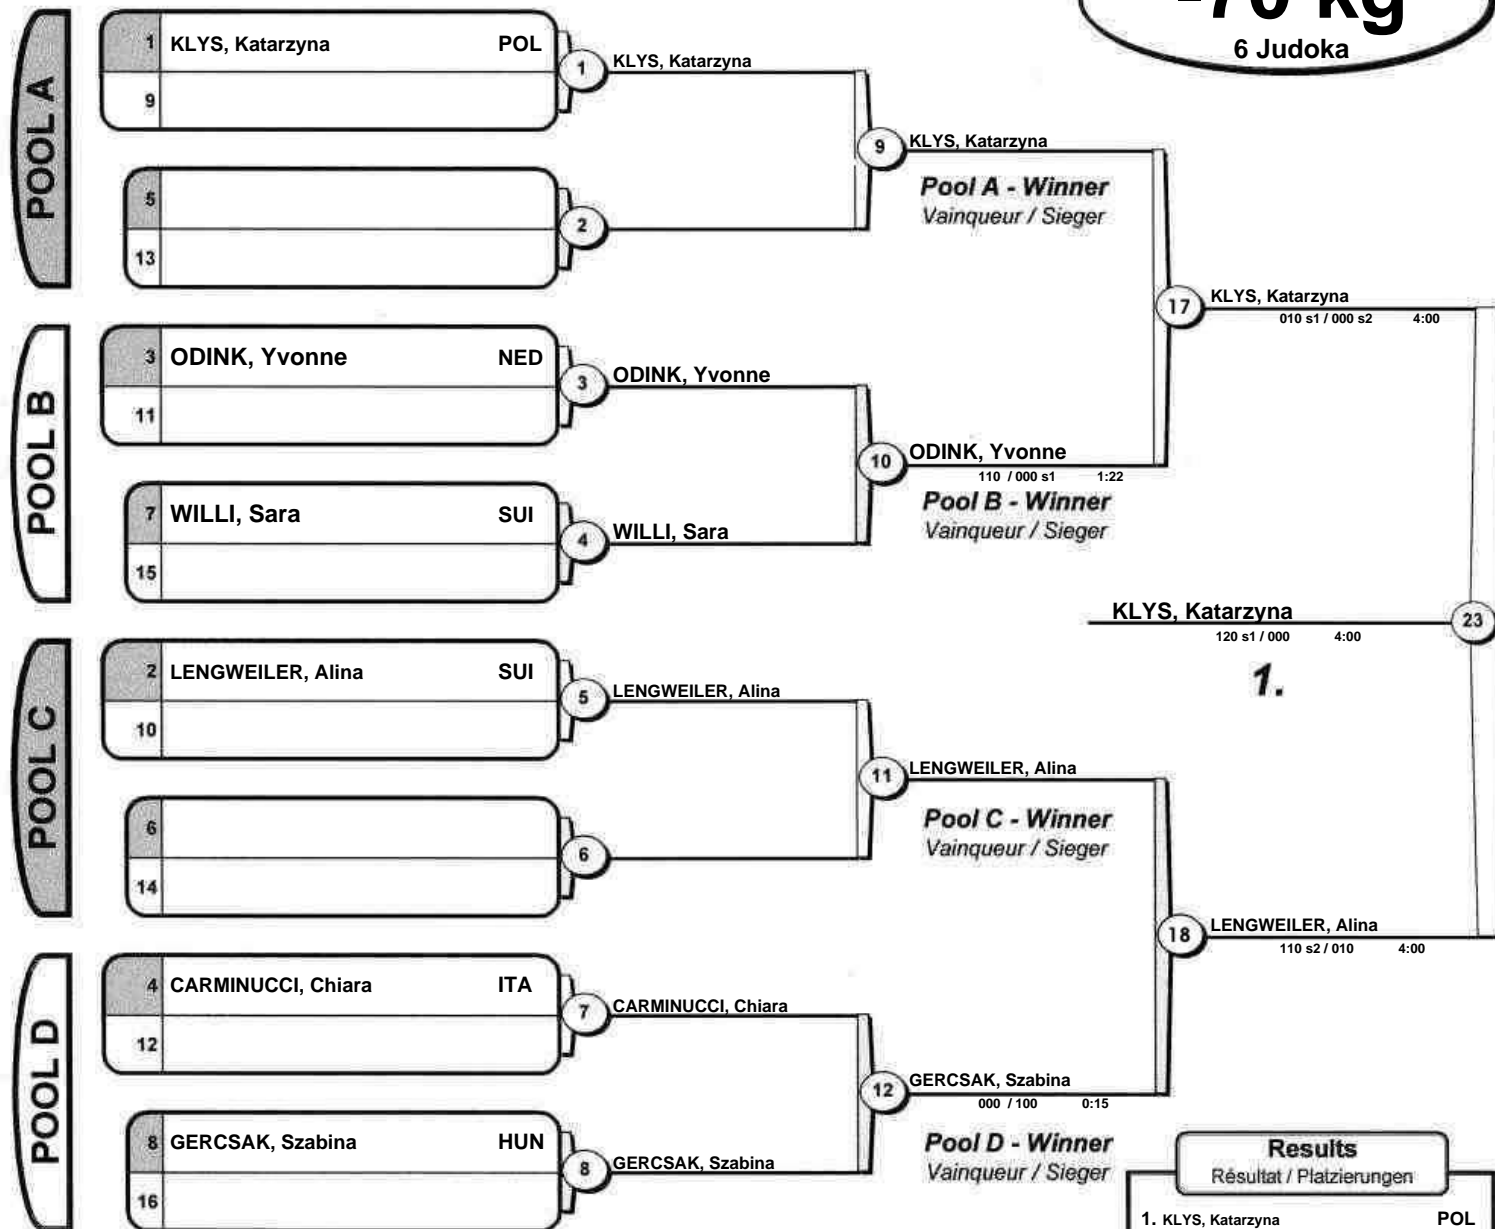 -70 kg
6 Judoka
POOL A
1 KLYS, Katarzyna POL
9
5
13
1 KLYS, Katarzyna
2
9 KLYS, Katarzyna
Pool A - Winner
Vainqueur / Sieger
POOL B
3 ODINK, Yvonne NED
11
7 WILLI, Sara SUI
15
3 ODINK, Yvonne
4 WILLI, Sara
10 ODINK, Yvonne
110 / 000 s1 1:22
Pool B - Winner
Vainqueur / Sieger
17 KLYS, Katarzyna
010 s1 / 000 s2 4:00
KLYS, Katarzyna 23
120 s1 / 000 4:00
1.
POOL C
2 LENGWEILER, Alina SUI
10
6
14
5 LENGWEILER, Alina
6
11 LENGWEILER, Alina
Pool C - Winner
Vainqueur / Sieger
POOL D
4 CARMINUCCI, Chiara ITA
12
8 GERCSAK, Szabina HUN
16
7 CARMINUCCI, Chiara
8 GERCSAK, Szabina
12 GERCSAK, Szabina
000 / 100 0:15
Pool D - Winner
Vainqueur / Sieger
18 LENGWEILER, Alina
110 s2 / 010 4:00
Results
Résultat / Platzierungen
1. KLYS, Katarzyna POL